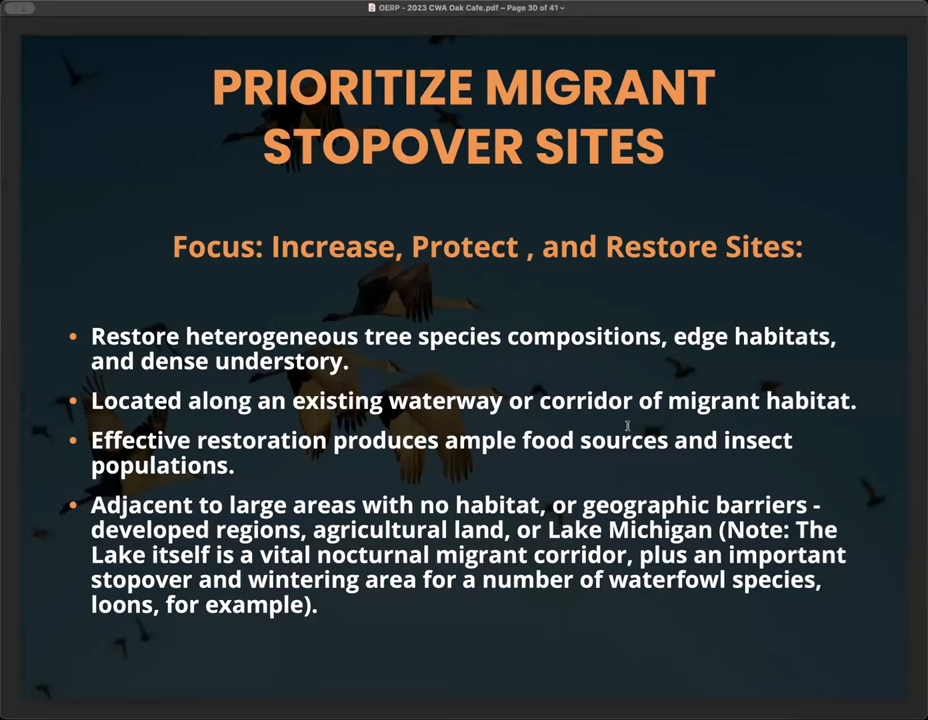 OERP - 2023 CWA Oak Cafe.pdf – Page 30 of 41
PRIORITIZE MIGRANT
STOPOVER SITES
Focus: Increase, Protect , and Restore Sites:
• Restore heterogeneous tree species compositions, edge habitats,
and dense understory.
• Located along an existing waterway or corridor of migrant habitat.
• Effective restoration produces ample food sources and insect
populations.
• Adjacent to large areas with no habitat, or geographic barriers -
developed regions, agricultural land, or Lake Michigan (Note: The
Lake itself is a vital nocturnal migrant corridor, plus an important
stopover and wintering area for a number of waterfowl species,
loons, for example).